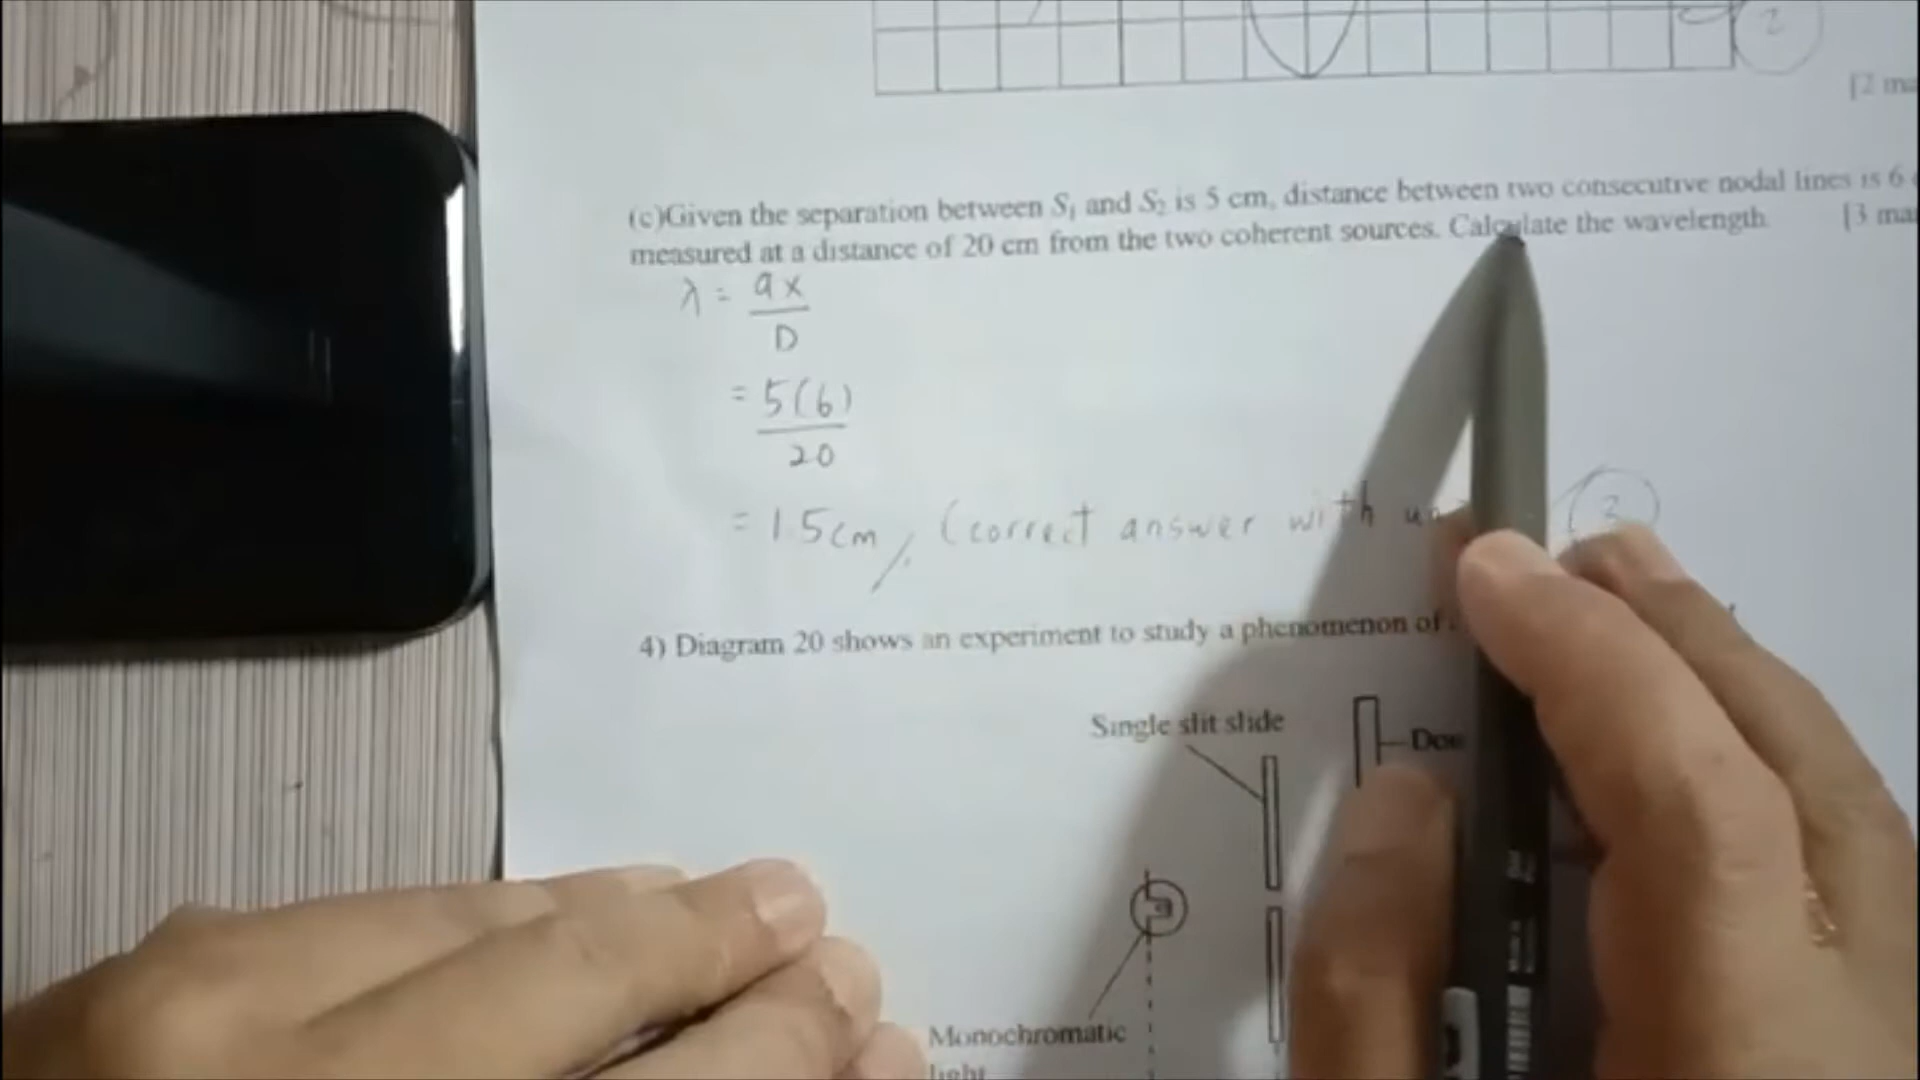 2
[2 ma
(c)Given the separation between S₁ and S₂ is 5 cm, distance between two consecutive nodal lines is 6
measured at a distance of 20 cm from the two coherent sources. Calculate the wavelength. [3 ma
λ = ax
D
= 5(6)
20
= 1.5cm, (correct answer with
2
4) Diagram 20 shows an experiment to study a phenomenon of
Single slit slide
Monochromatic
light